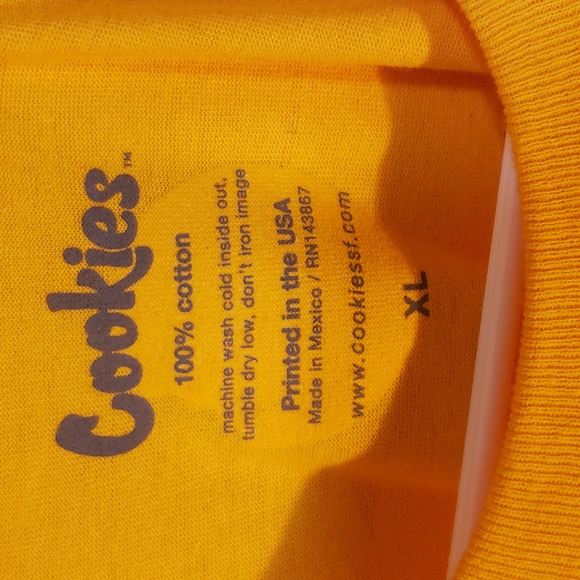 Cookies™
100% cotton
machine wash cold inside out,
tumble dry low, don't iron image
Printed in the USA
Made in Mexico / RN143867
www.cookiessf.com
XL